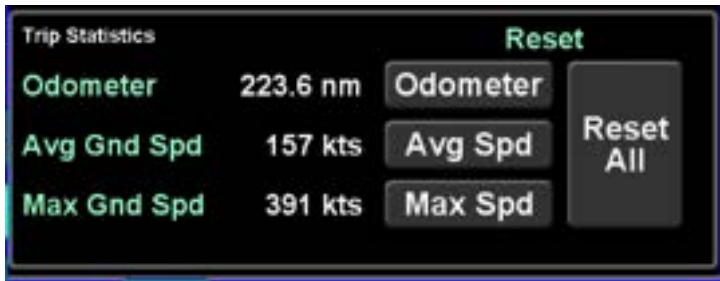 Trip Statistics Reset
Odometer 223.6 nm Odometer
Avg Gnd Spd 157 kts Avg Spd
Max Gnd Spd 391 kts Max Spd
Reset
All